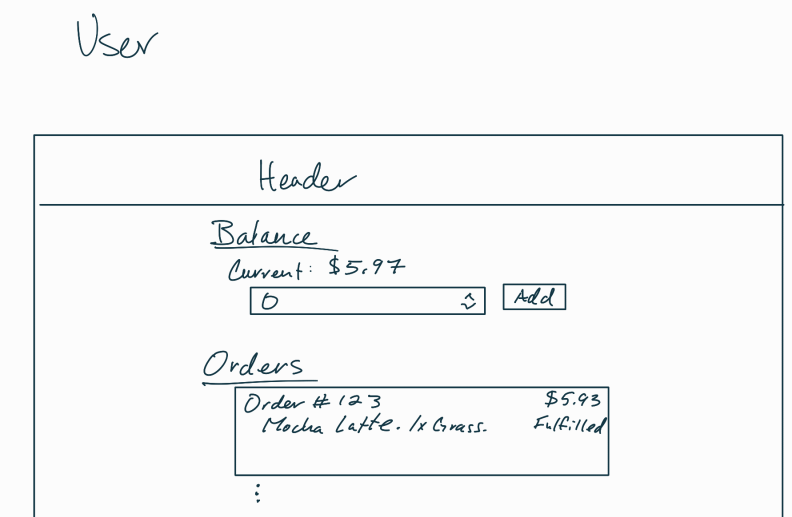 User
Header
Balance
Current: $5.97
0
Add
Orders
Order #123 $5.93
Mocha Latte. 1x Grass. Fulfilled
⋮